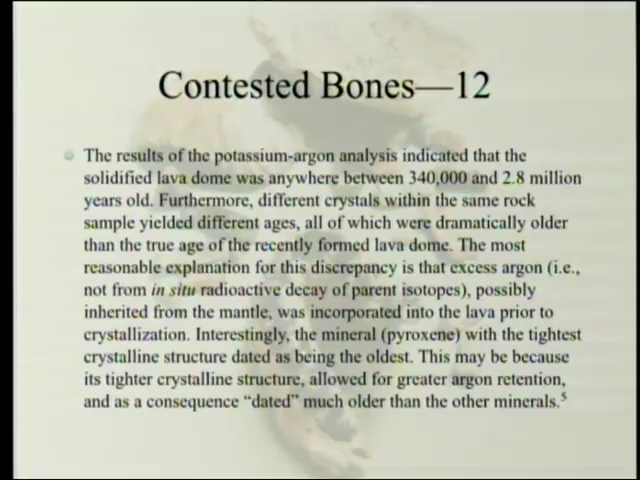 Contested Bones—12
The results of the potassium-argon analysis indicated that the
solidified lava dome was anywhere between 340,000 and 2.8 million
years old. Furthermore, different crystals within the same rock
sample yielded different ages, all of which were dramatically older
than the true age of the recently formed lava dome. The most
reasonable explanation for this discrepancy is that excess argon (i.e.,
not from in situ radioactive decay of parent isotopes), possibly
inherited from the mantle, was incorporated into the lava prior to
crystallization. Interestingly, the mineral (pyroxene) with the tightest
crystalline structure dated as being the oldest. This may be because
its tighter crystalline structure, allowed for greater argon retention,
and as a consequence “dated” much older than the other minerals.⁵